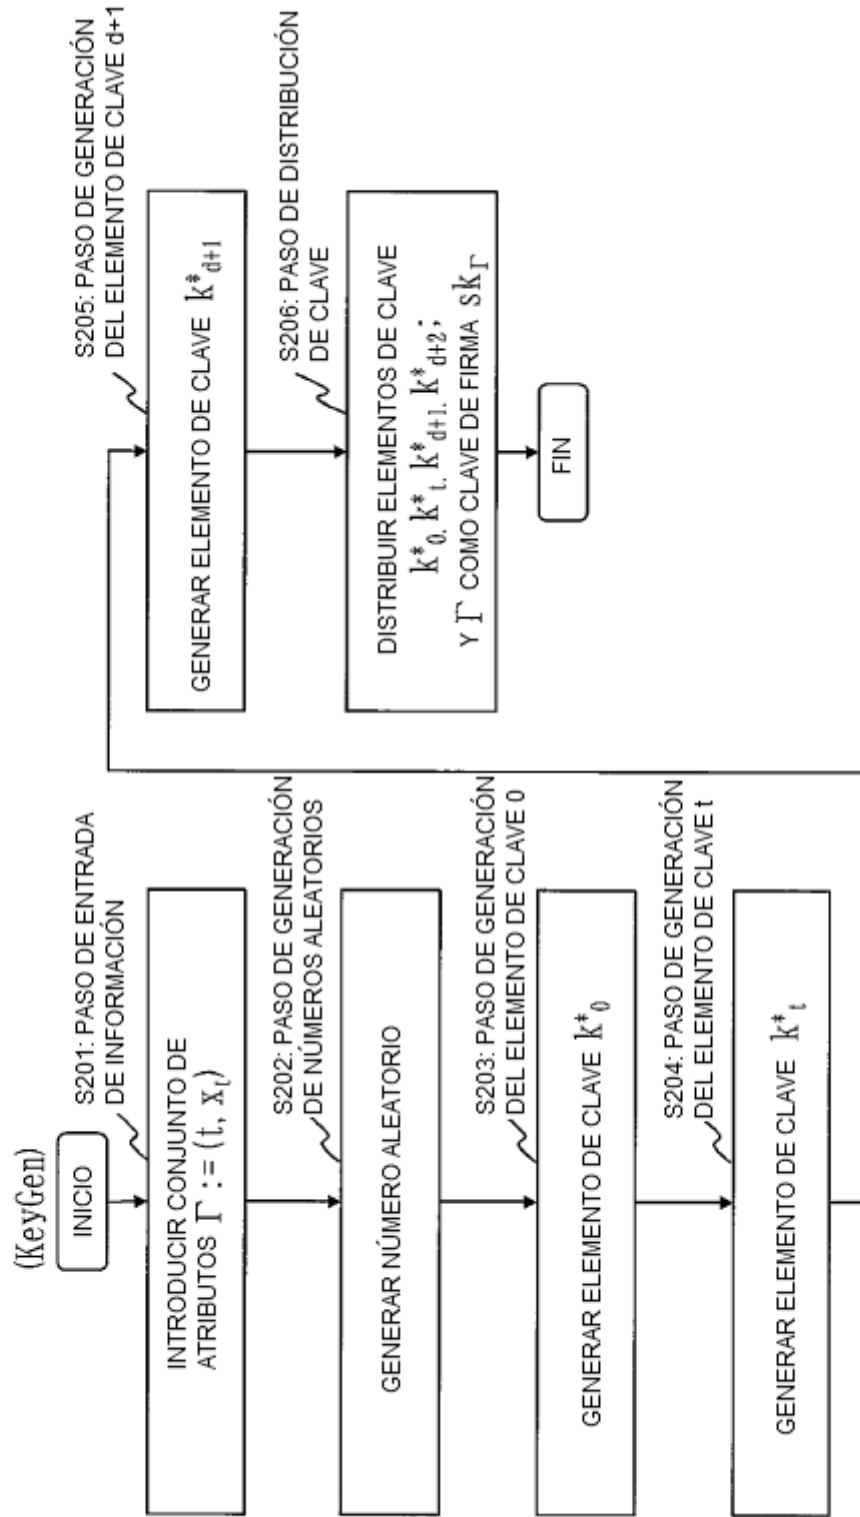 (KeyGen)
INICIO
S201: PASO DE ENTRADA
DE INFORMACIÓN
INTRODUCIR CONJUNTO DE
ATRIBUTOS Γ := (t, x_t)
S202: PASO DE GENERACIÓN
DE NÚMEROS ALEATORIOS
GENERAR NÚMERO ALEATORIO
S203: PASO DE GENERACIÓN
DEL ELEMENTO DE CLAVE 0
GENERAR ELEMENTO DE CLAVE k*_0
S204: PASO DE GENERACIÓN
DEL ELEMENTO DE CLAVE t
GENERAR ELEMENTO DE CLAVE k*_t
S205: PASO DE GENERACIÓN
DEL ELEMENTO DE CLAVE d+1
GENERAR ELEMENTO DE CLAVE k*_{d+1}
S206: PASO DE DISTRIBUCIÓN
DE CLAVE
DISTRIBUIR ELEMENTOS DE CLAVE
k*_0. k*_t. k*_{d+1}. k*_{d+2};
Y Γ COMO CLAVE DE FIRMA sk_Γ
FIN